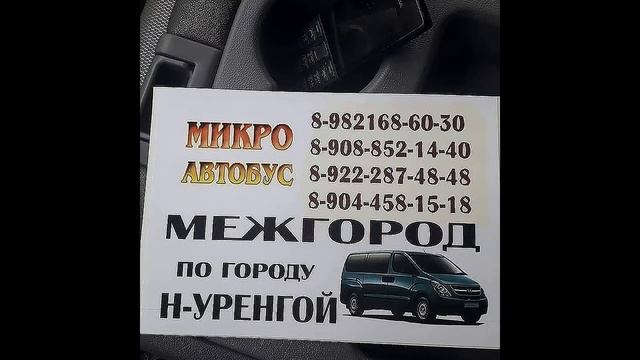 МИКРО
АВТОБУС
8-982168-60-30
8-908-852-14-40
8-922-287-48-48
8-904-458-15-18
МЕЖГОРОД
ПО ГОРОДУ
Н-УРЕНГОЙ